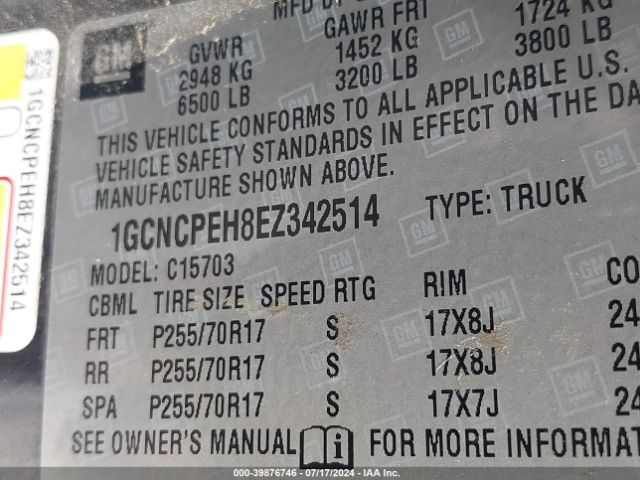 MFD BY
GM
GVWR GAWR FRT
2948 KG 1452 KG 1724 KG
6500 LB 3200 LB 3800 LB
THIS VEHICLE CONFORMS TO ALL APPLICABLE U.S.
VEHICLE SAFETY STANDARDS IN EFFECT ON THE DA
MANUFACTURE SHOWN ABOVE.
1GCNCPEH8EZ342514 TYPE: TRUCK
MODEL: C15703
CBML TIRE SIZE SPEED RTG RIM CO
FRT P255/70R17 S 17X8J 24
RR P255/70R17 S 17X8J 24
SPA P255/70R17 S 17X7J 24
SEE OWNER'S MANUAL i FOR MORE INFORMAT
1GCNCPEH8EZ342514
000-39876746 07/17/2024 IAA Inc.